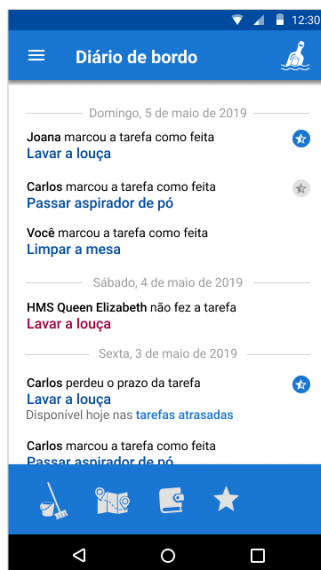 12:30
Diário de bordo
Domingo, 5 de maio de 2019
Joana marcou a tarefa como feita
Lavar a louça
Carlos marcou a tarefa como feita
Passar aspirador de pó
Você marcou a tarefa como feita
Limpar a mesa
Sábado, 4 de maio de 2019
HMS Queen Elizabeth não fez a tarefa
Lavar a louça
Sexta, 3 de maio de 2019
Carlos perdeu o prazo da tarefa
Lavar a louça
Disponível hoje nas tarefas atrasadas
Carlos marcou a tarefa como feita
Passar aspirador de pó